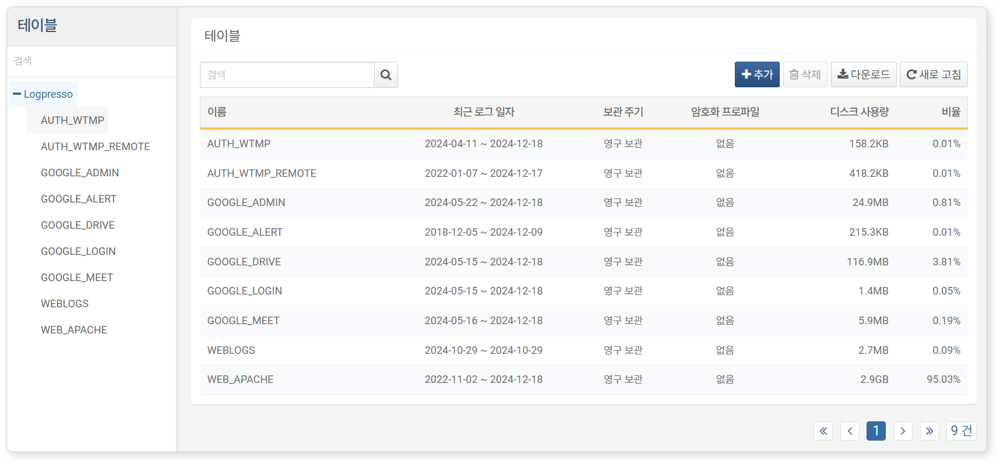 테이블
검색
Logpresso
AUTH_WTMP
AUTH_WTMP_REMOTE
GOOGLE_ADMIN
GOOGLE_ALERT
GOOGLE_DRIVE
GOOGLE_LOGIN
GOOGLE_MEET
WEBLOGS
WEB_APACHE
테이블
검색 추가 삭제 다운로드 새로 고침
이름 최근 로그 일자 보관 주기 암호화 프로파일 디스크 사용량 비율
AUTH_WTMP 2024-04-11 ~ 2024-12-18 영구 보관 없음 158.2KB 0.01%
AUTH_WTMP_REMOTE 2022-01-07 ~ 2024-12-17 영구 보관 없음 418.2KB 0.01%
GOOGLE_ADMIN 2024-05-22 ~ 2024-12-18 영구 보관 없음 24.9MB 0.81%
GOOGLE_ALERT 2018-12-05 ~ 2024-12-09 영구 보관 없음 215.3KB 0.01%
GOOGLE_DRIVE 2024-05-15 ~ 2024-12-18 영구 보관 없음 116.9MB 3.81%
GOOGLE_LOGIN 2024-05-15 ~ 2024-12-18 영구 보관 없음 1.4MB 0.05%
GOOGLE_MEET 2024-05-16 ~ 2024-12-18 영구 보관 없음 5.9MB 0.19%
WEBLOGS 2024-10-29 ~ 2024-10-29 영구 보관 없음 2.7MB 0.09%
WEB_APACHE 2022-11-02 ~ 2024-12-18 영구 보관 없음 2.9GB 95.03%
1 9 건